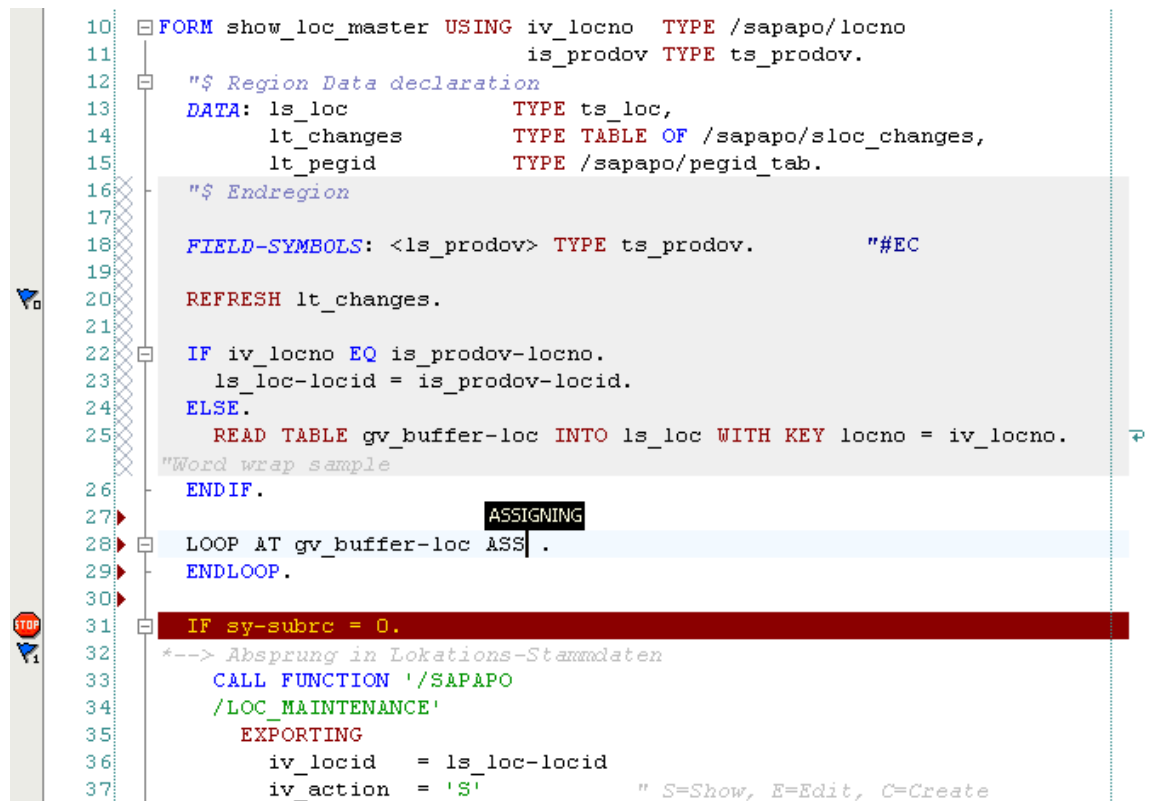 10 FORM show_loc_master USING iv_locno  TYPE /sapapo/locno
11                            is_prodov TYPE ts_prodov.
12   "$ Region Data declaration
13   DATA: ls_loc            TYPE ts_loc,
14         lt_changes        TYPE TABLE OF /sapapo/sloc_changes,
15         lt_pegid          TYPE /sapapo/pegid_tab.
16   "$ Endregion
17
18   FIELD-SYMBOLS: <ls_prodov> TYPE ts_prodov.         "#EC
19
20   REFRESH lt_changes.
21
22   IF iv_locno EQ is_prodov-locno.
23     ls_loc-locid = is_prodov-locid.
24   ELSE.
25     READ TABLE gv_buffer-loc INTO ls_loc WITH KEY locno = iv_locno.
"Word wrap sample
26   ENDIF.
27 ASSIGNING
28   LOOP AT gv_buffer-loc ASS .
29   ENDLOOP.
30
STOP 31   IF sy-subrc = 0.
1 32 *--> Absprung in Lokations-Stammdaten
33     CALL FUNCTION '/SAPAPO
34     /LOC_MAINTENANCE'
35       EXPORTING
36         iv_locid   = ls_loc-locid
37         iv_action  = 'S'           " S=Show, E=Edit, C=Create